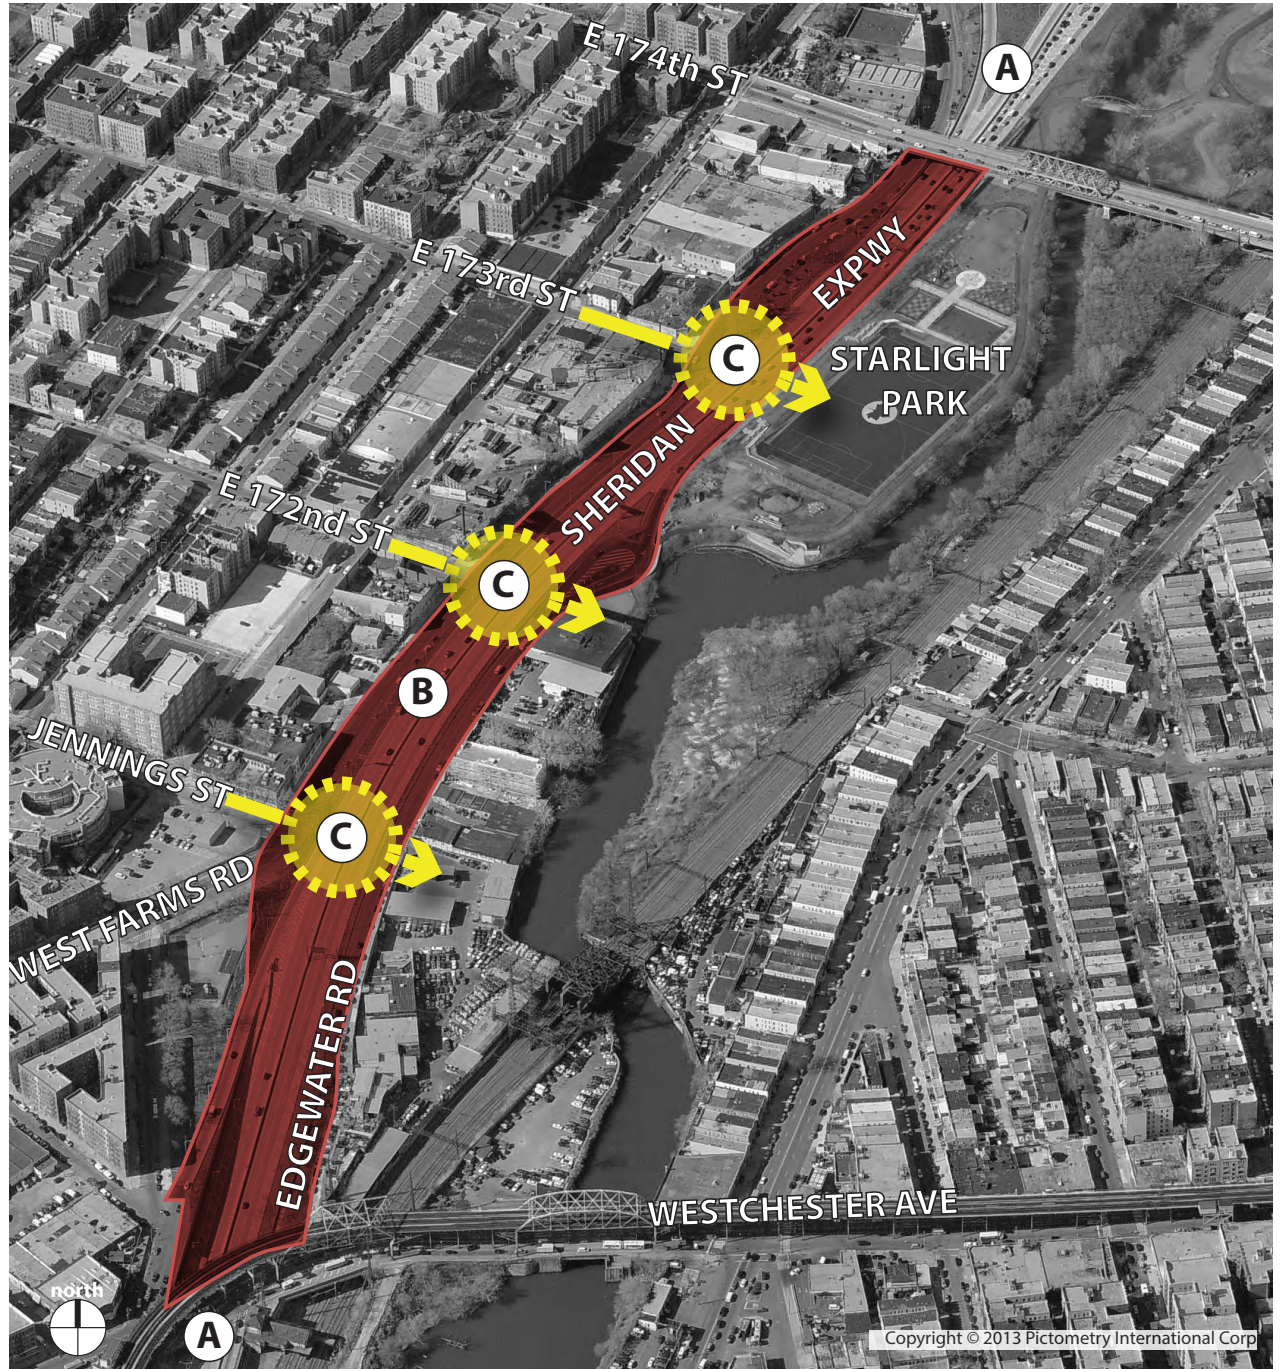 E 174th ST
A
E 173rd ST
EXPWY
C
STARLIGHT
PARK
SHERIDAN
E 172nd ST
C
B
JENNINGS ST
C
WEST FARMS RD
EDGEWATER RD
WESTCHESTER AVE
north
A
Copyright © 2013 Pictometry International Corp